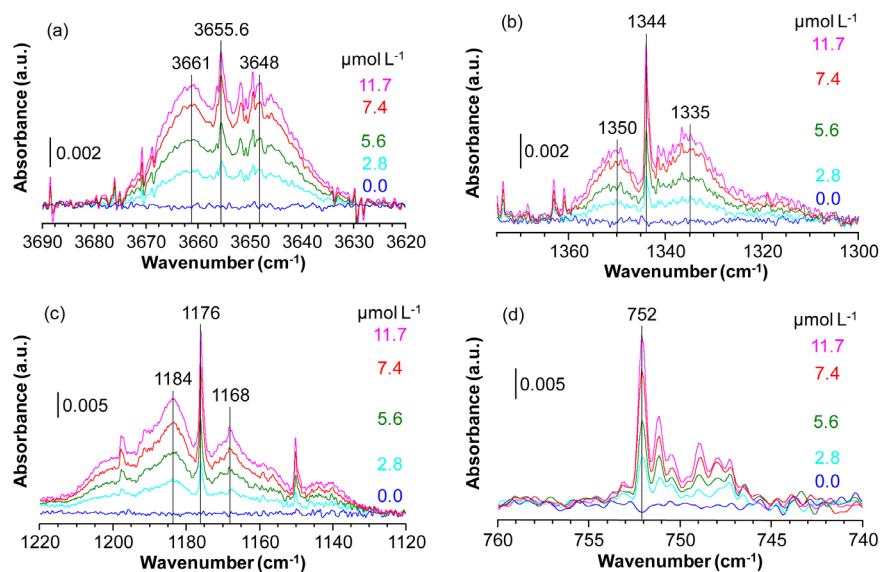 (a)
3655.6
3661
3648
µmol L-1
11.7
7.4
5.6
2.8
0.0
0.002
Absorbance (a.u.)
3690 3680 3670 3660 3650 3640 3630 3620
Wavenumber (cm-1)
(b)
1344
1350
1335
µmol L-1
11.7
7.4
5.6
2.8
0.0
0.002
Absorbance (a.u.)
1360 1340 1320 1300
Wavenumber (cm-1)
(c)
1176
1184
1168
µmol L-1
11.7
7.4
5.6
2.8
0.0
0.005
Absorbance (a.u.)
1220 1200 1180 1160 1140 1120
Wavenumber (cm-1)
(d)
752
µmol L-1
11.7
7.4
5.6
2.8
0.0
0.005
Absorbance (a.u.)
760 755 750 745 740
Wavenumber (cm-1)